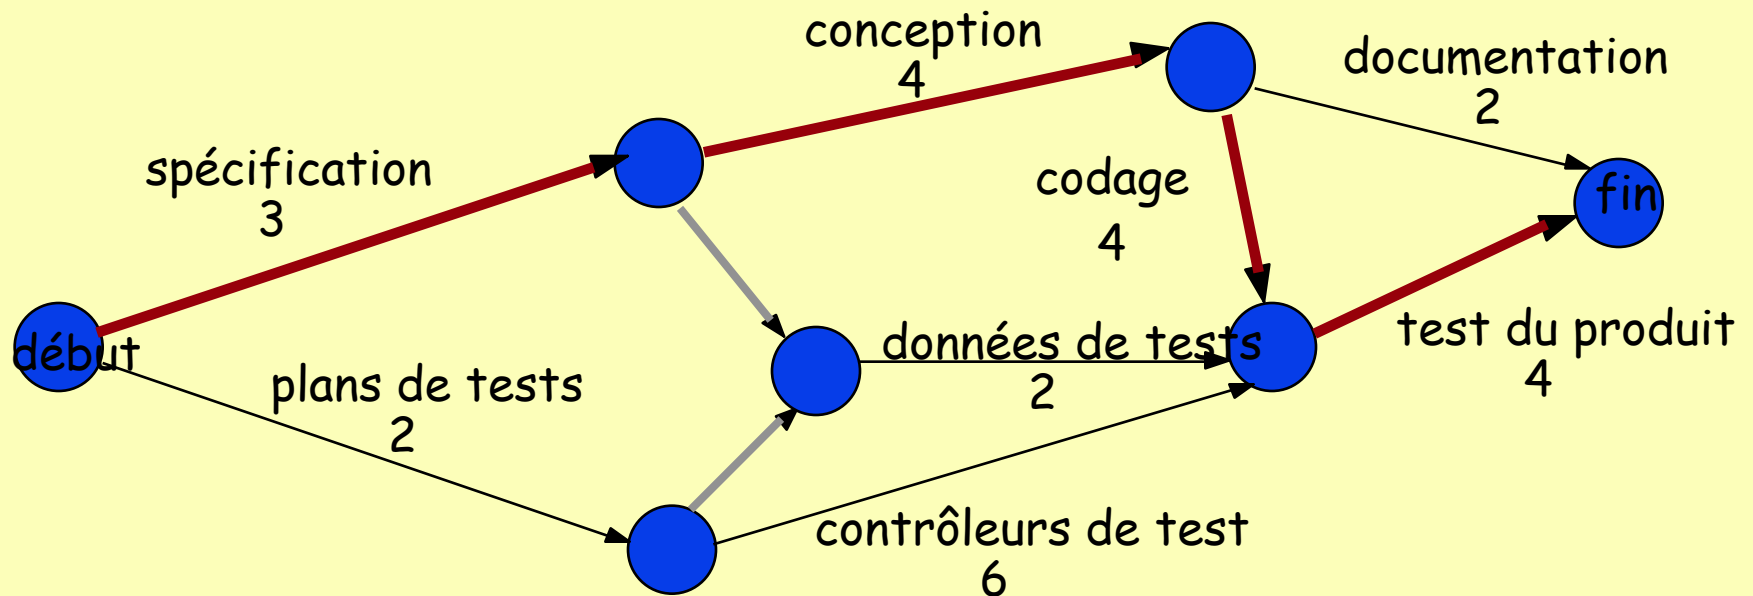 conception
4
documentation
2
spécification
3
codage
4
fin
début
plans de tests
2
données de tests
2
test du produit
4
contrôleurs de test
6